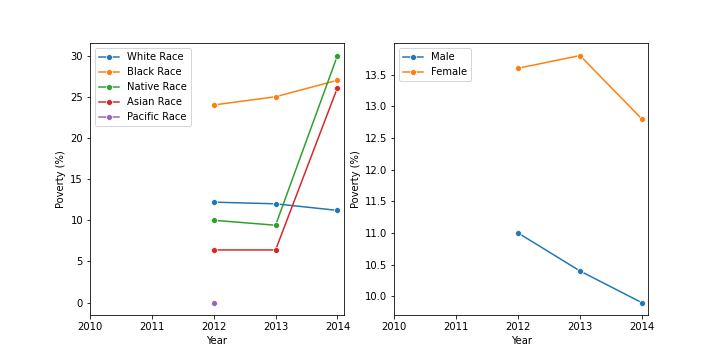 White Race
Black Race
Native Race
Asian Race
Pacific Race
30
25
20
15
10
5
0
Poverty (%)
2010 2011 2012 2013 2014
Year
Male
Female
13.5
13.0
12.5
12.0
11.5
11.0
10.5
10.0
Poverty (%)
2010 2011 2012 2013 2014
Year